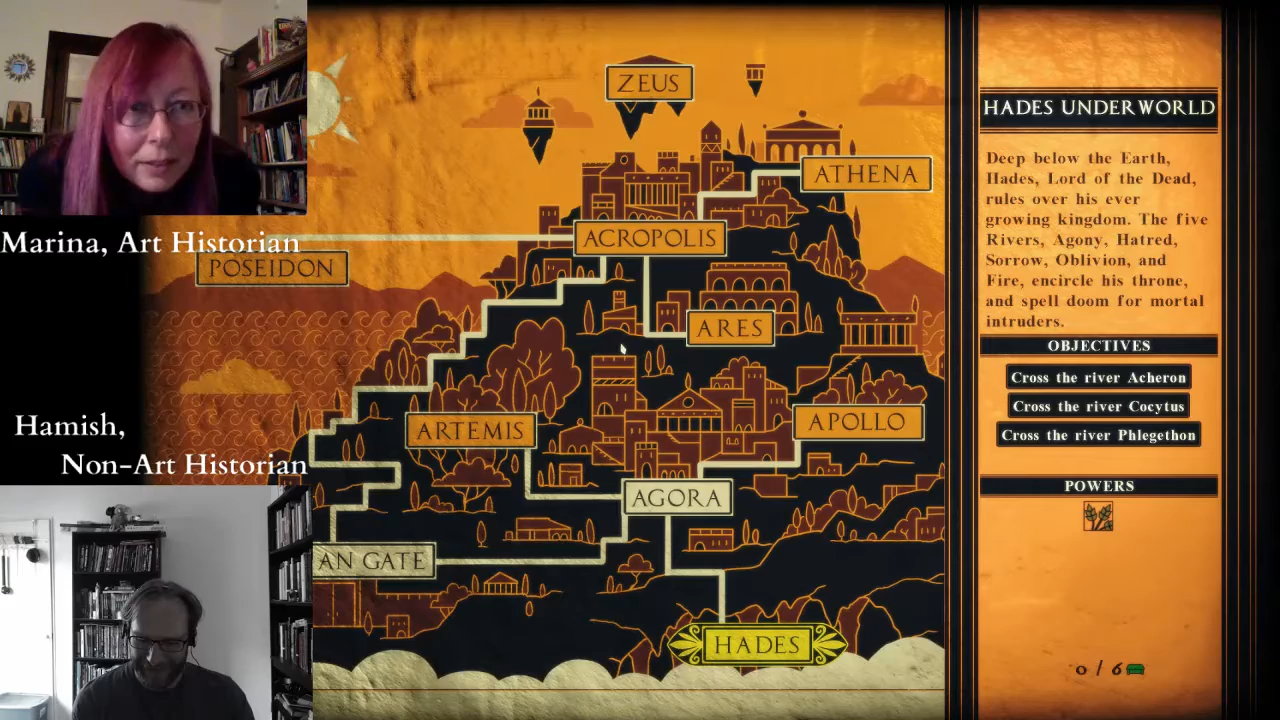 Marina, Art Historian
Hamish,
Non-Art Historian
ZEUS
ATHENA
ACROPOLIS
POSEIDON
ARES
APOLLO
ARTEMIS
AGORA
AN GATE
HADES
HADES UNDERWORLD
Deep below the Earth,
Hades, Lord of the Dead,
rules over his ever
growing kingdom. The five
Rivers, Agony, Hatred,
Sorrow, Oblivion, and
Fire, encircle his throne,
and spell doom for mortal
intruders.
OBJECTIVES
Cross the river Acheron
Cross the river Cocytus
Cross the river Phlegethon
POWERS
0 / 6